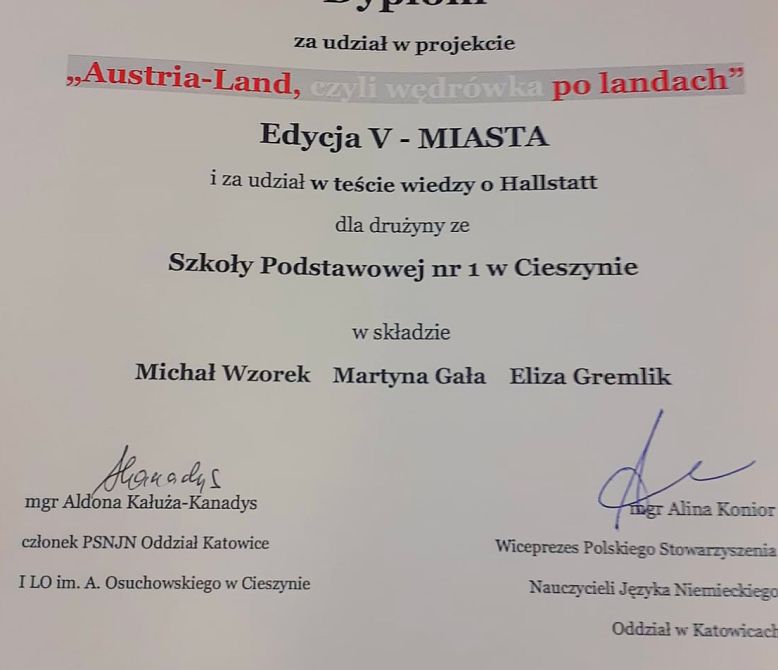 Dyplom
za udział w projekcie
„Austria-Land, czyli wędrówka po landach”
Edycja V - MIASTA
i za udział w teście wiedzy o Hallstatt
dla drużyny ze
Szkoły Podstawowej nr 1 w Cieszynie
w składzie
Michał Wzorek Martyna Gała Eliza Gremlik
Kanadys
mgr Aldona Kałuża-Kanadys
członek PSNJN Oddział Katowice
I LO im. A. Osuchowskiego w Cieszynie
mgr Alina Konior
Wiceprezes Polskiego Stowarzyszenia
Nauczycieli Języka Niemieckiego
Oddział w Katowicach